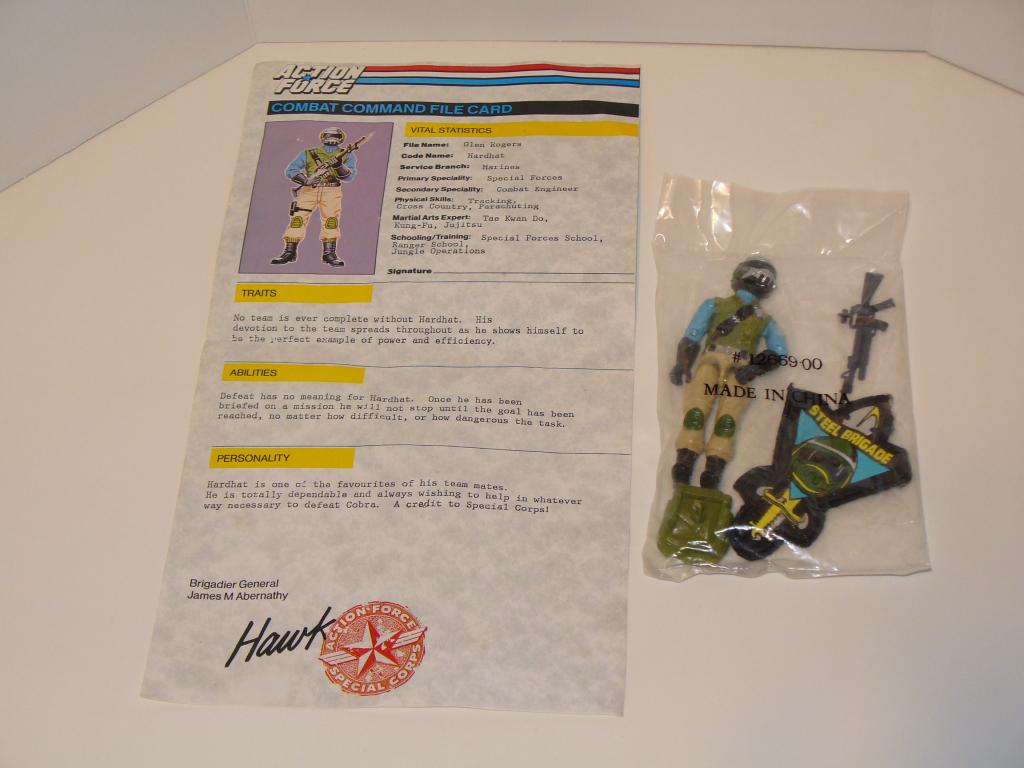 ACTION FORCE
COMBAT COMMAND FILE CARD
VITAL STATISTICS
File Name: Glen Rogers
Code Name: Hardhat
Service Branch: Marines
Primary Speciality: Special Forces
Secondary Speciality: Combat Engineer
Physical Skills: Tracking,
Cross Country, Parachuting
Martial Arts Expert: Tae Kwan Do,
Kung-Fu, Jujitsu
Schooling/Training: Special Forces School,
Ranger School,
Jungle Operations
Signature
TRAITS
No team is ever complete without Hardhat. His
devotion to the team spreads throughout as he shows himself to
be the perfect example of power and efficiency.
ABILITIES
Defeat has no meaning for Hardhat. Once he has been
briefed on a mission he will not stop until the goal has been
reached, no matter how difficult, or how dangerous the task.
PERSONALITY
Hardhat is one of the favourites of his team mates.
He is totally dependable and always wishing to help in whatever
way necessary to defeat Cobra. A credit to Special Corps!
Brigadier General
James M Abernathy
Hawk
ACTION FORCE
SPECIAL CORPS
# 12669-00
MADE IN CHINA
STEEL BRIGADE